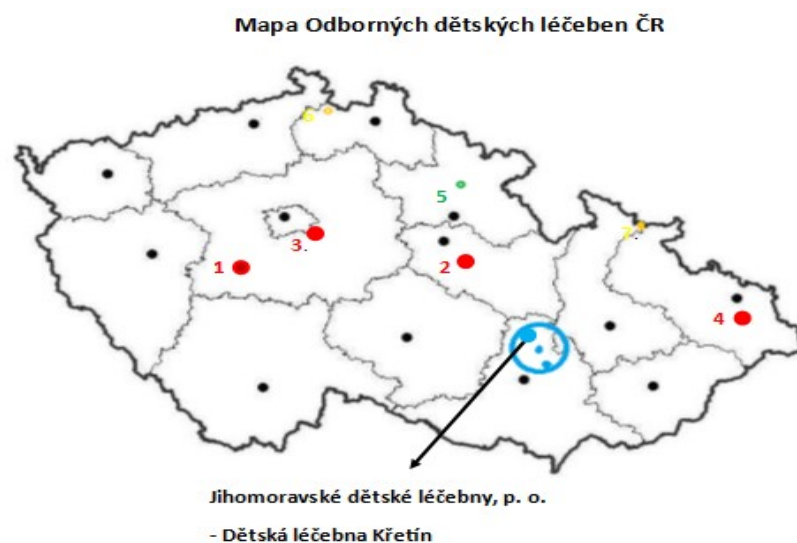 Mapa Odborných dětských léčeben ČR
6
5
7.
3.
1
2
4
Jihomoravské dětské léčebny, p. o.
- Dětská léčebna Křetín